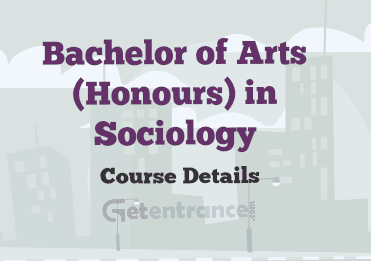 Bachelor of Arts
(Honours) in
Sociology
Course Details
Getentrance.com